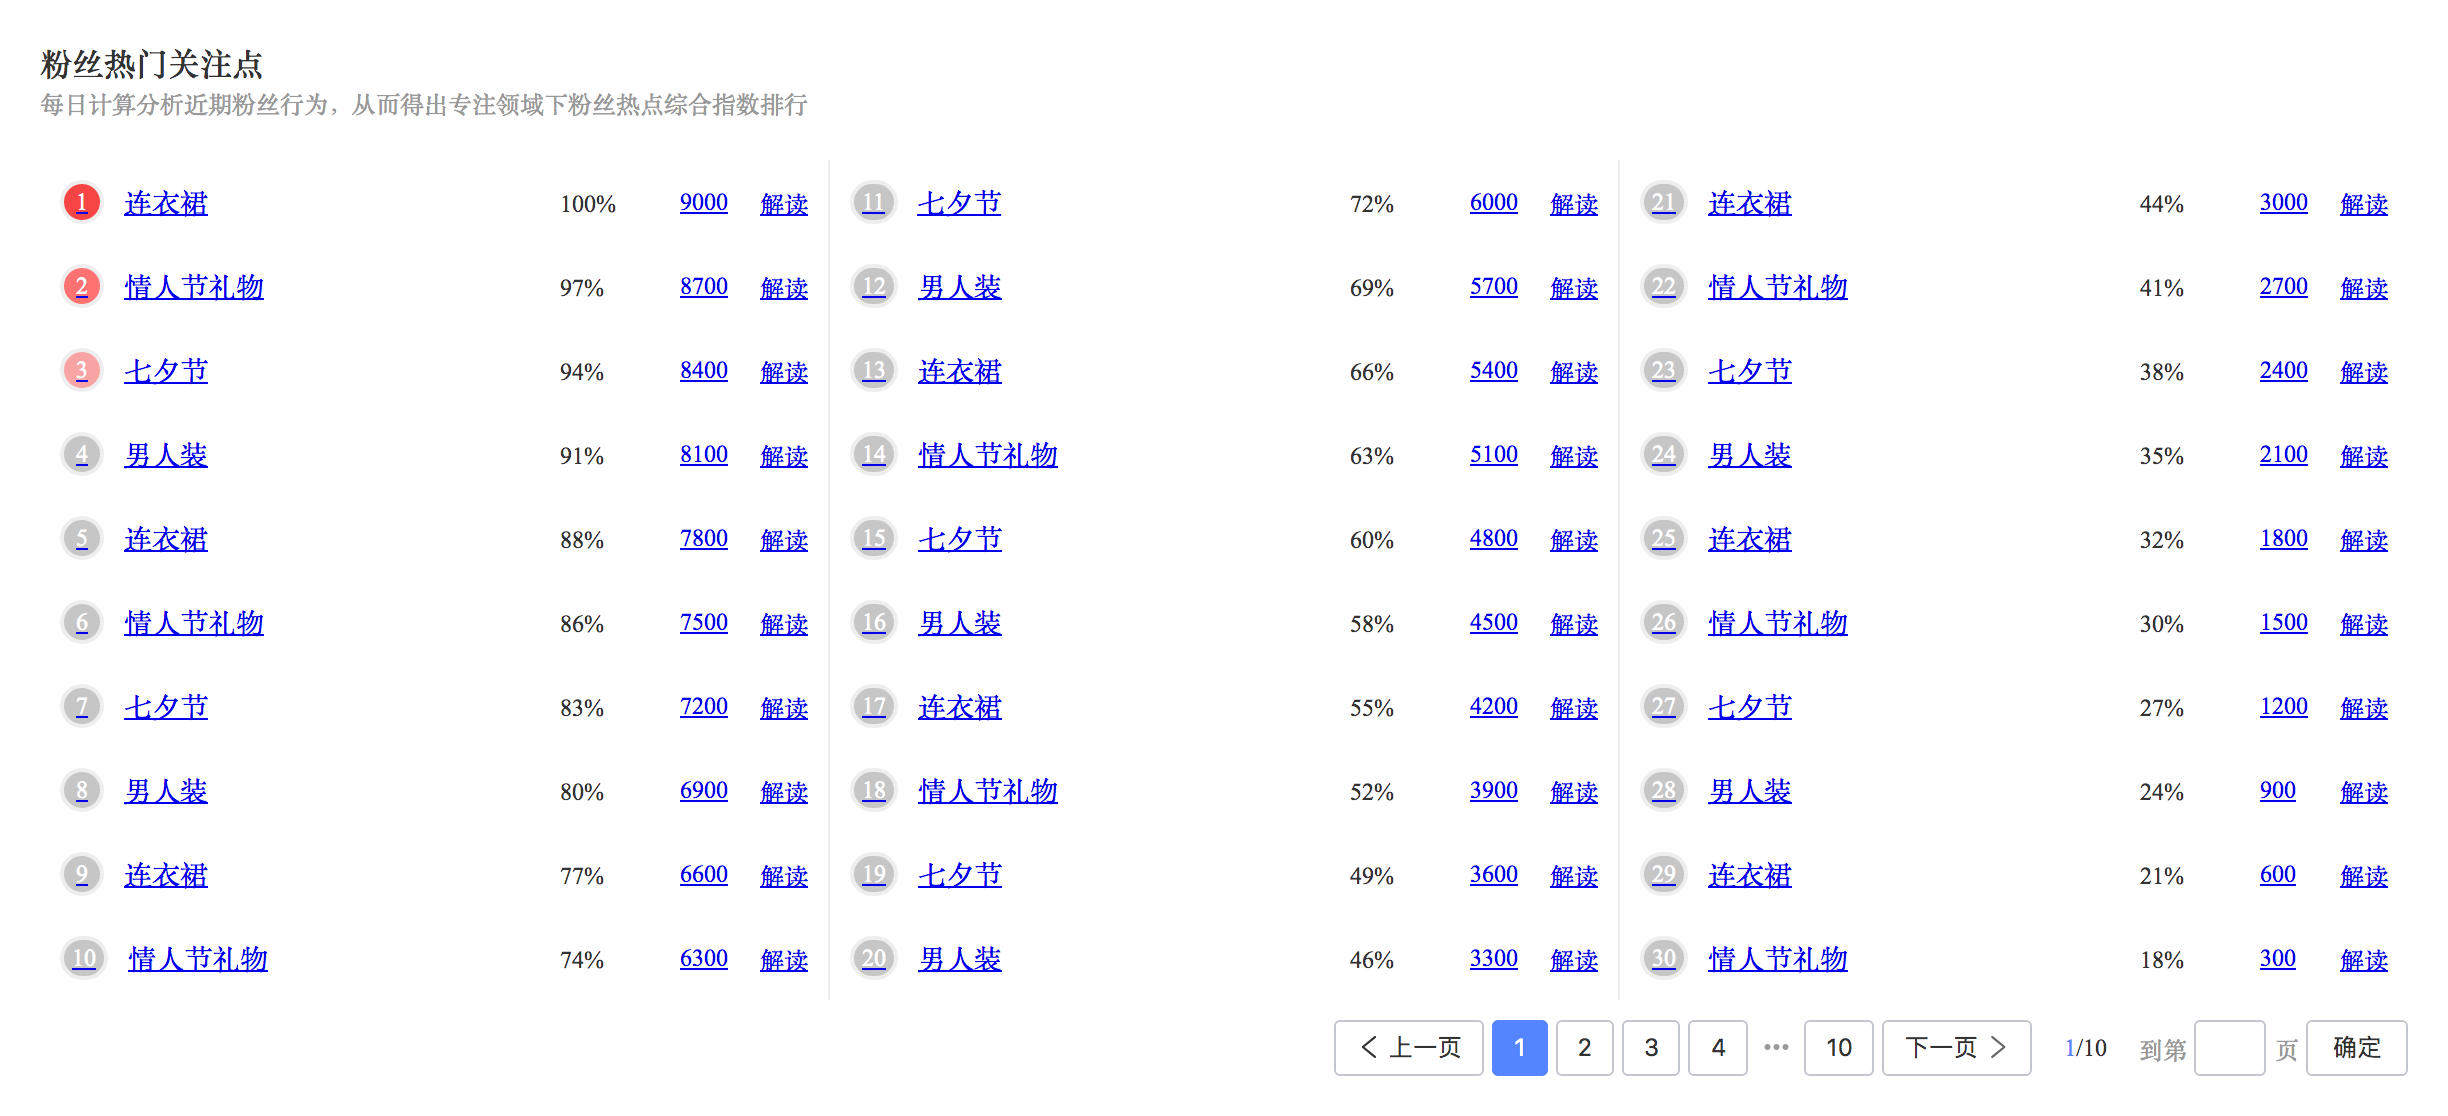 粉丝热门关注点
每日计算分析近期粉丝行为，从而得出专注领域下粉丝热点综合指数排行
1 连衣裙 100% 9000 解读
2 情人节礼物 97% 8700 解读
3 七夕节 94% 8400 解读
4 男人装 91% 8100 解读
5 连衣裙 88% 7800 解读
6 情人节礼物 86% 7500 解读
7 七夕节 83% 7200 解读
8 男人装 80% 6900 解读
9 连衣裙 77% 6600 解读
10 情人节礼物 74% 6300 解读
11 七夕节 72% 6000 解读
12 男人装 69% 5700 解读
13 连衣裙 66% 5400 解读
14 情人节礼物 63% 5100 解读
15 七夕节 60% 4800 解读
16 男人装 58% 4500 解读
17 连衣裙 55% 4200 解读
18 情人节礼物 52% 3900 解读
19 七夕节 49% 3600 解读
20 男人装 46% 3300 解读
21 连衣裙 44% 3000 解读
22 情人节礼物 41% 2700 解读
23 七夕节 38% 2400 解读
24 男人装 35% 2100 解读
25 连衣裙 32% 1800 解读
26 情人节礼物 30% 1500 解读
27 七夕节 27% 1200 解读
28 男人装 24% 900 解读
29 连衣裙 21% 600 解读
30 情人节礼物 18% 300 解读
上一页 1 2 3 4 ••• 10 下一页 1/10 到第 页 确定